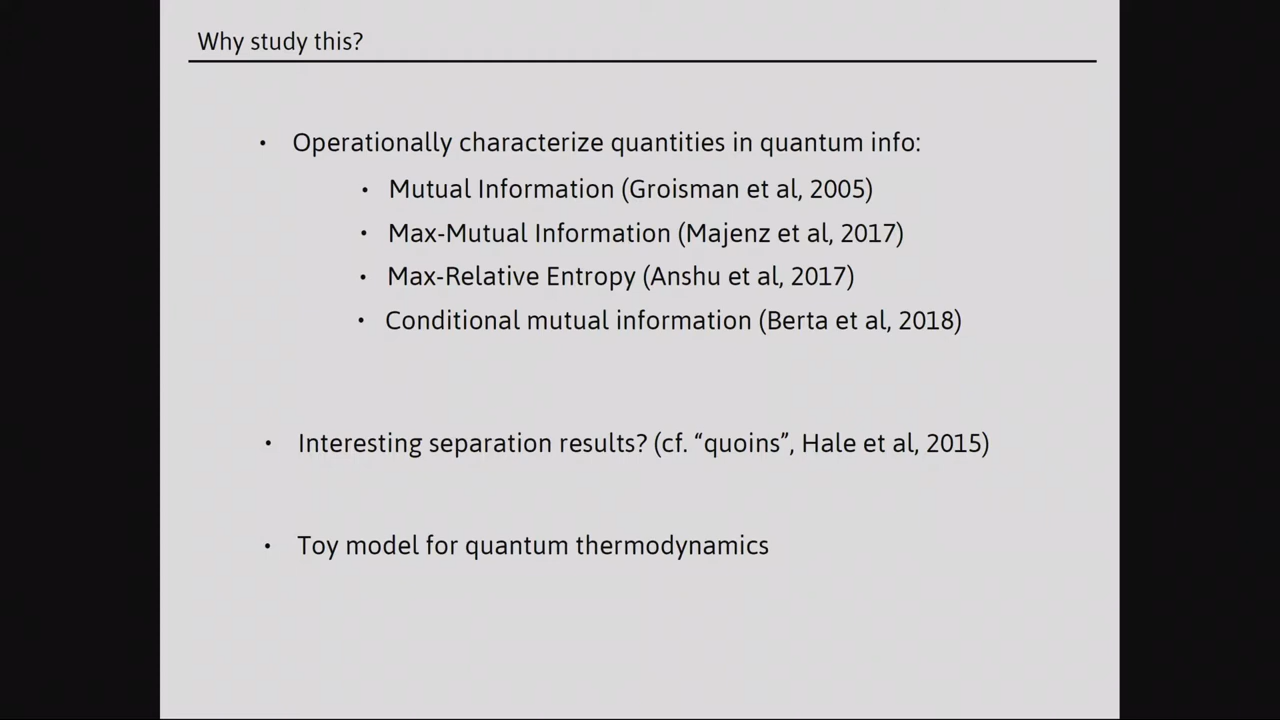 Why study this?
• Operationally characterize quantities in quantum info:
• Mutual Information (Groisman et al, 2005)
• Max-Mutual Information (Majenz et al, 2017)
• Max-Relative Entropy (Anshu et al, 2017)
• Conditional mutual information (Berta et al, 2018)
• Interesting separation results? (cf. “quoins”, Hale et al, 2015)
• Toy model for quantum thermodynamics